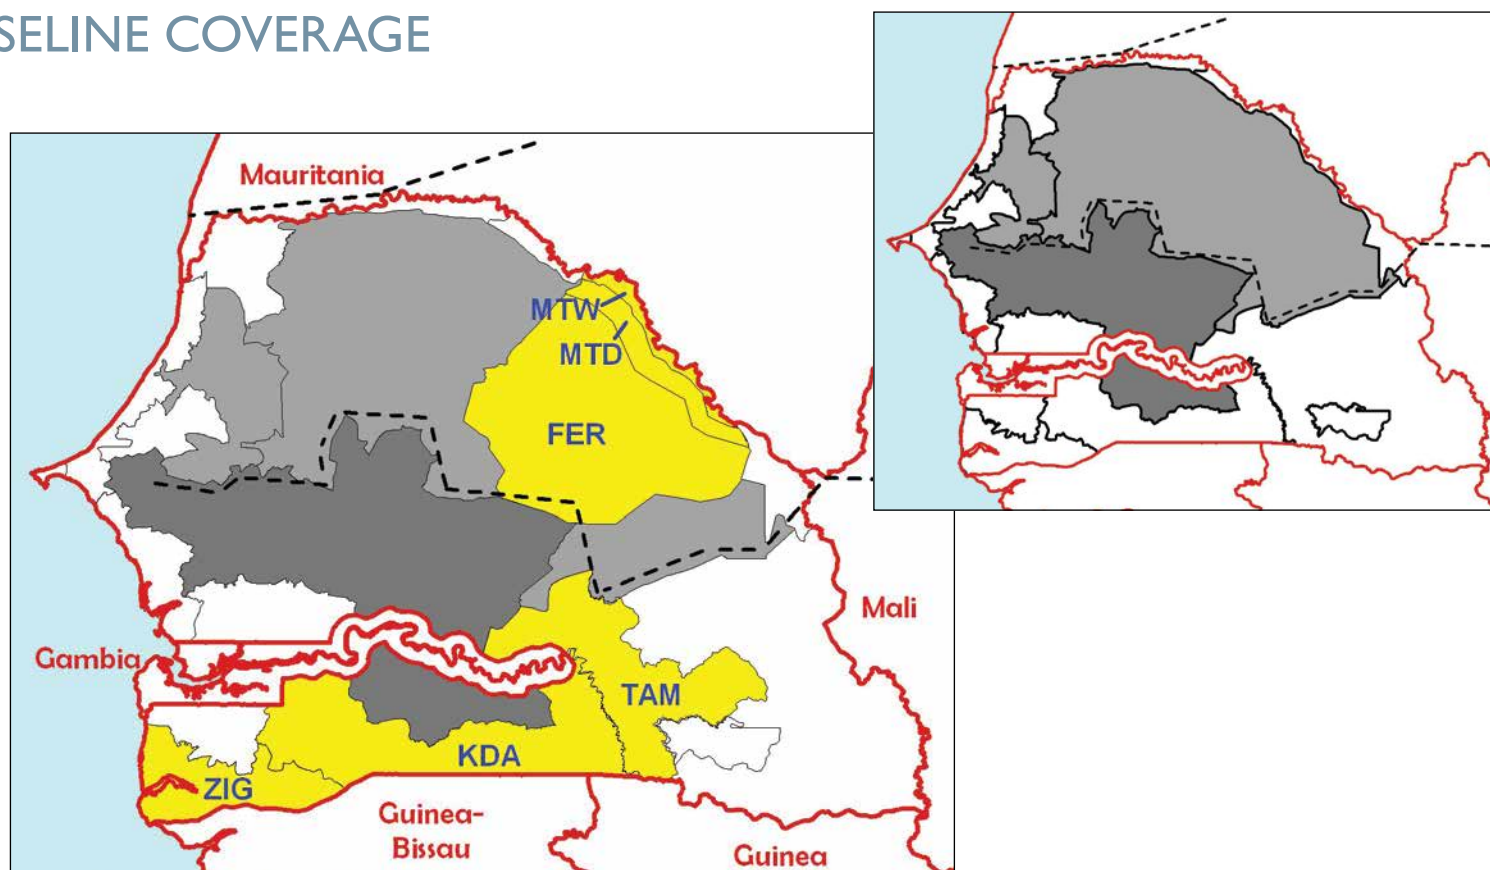 SELINE COVERAGE
Mauritania
MTW
MTD
FER
Mali
Gambia
TAM
KDA
ZIG
Guinea-
Bissau
Guinea